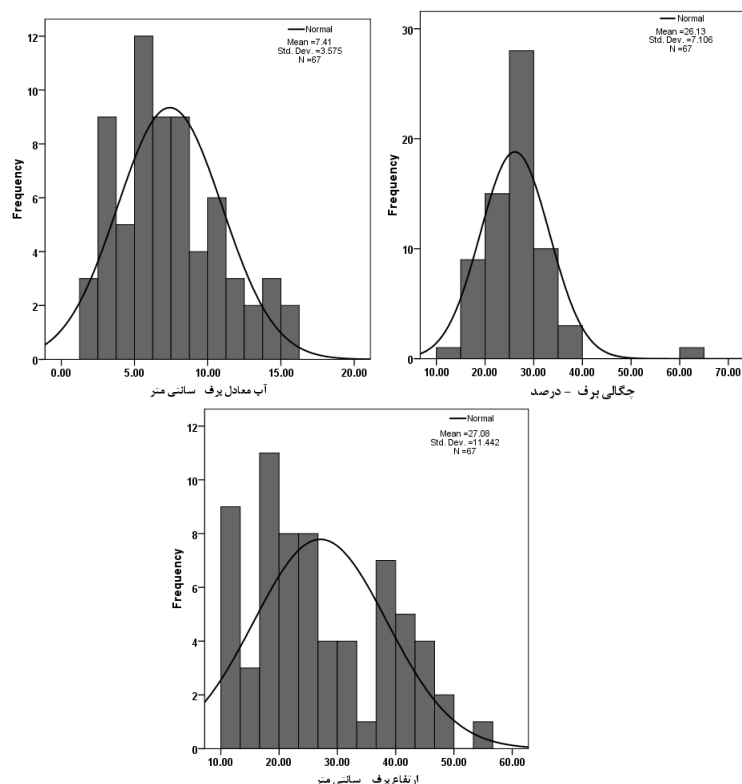 Normal
Mean =7.41
Std. Dev. =3.575
N =67
Frequency
12
10
8
6
4
2
0
0.00 5.00 10.00 15.00 20.00
آب معادل برف - سانتی متر
Normal
Mean =26.13
Std. Dev. =7.106
N =67
Frequency
30
20
10
0
10.00 20.00 30.00 40.00 50.00 60.00 70.00
چگالی برف - درصد
Normal
Mean =27.08
Std. Dev. =11.442
N =67
Frequency
12
10
8
6
4
2
0
10.00 20.00 30.00 40.00 50.00 60.00
ارتفاع برف - سانتی متر